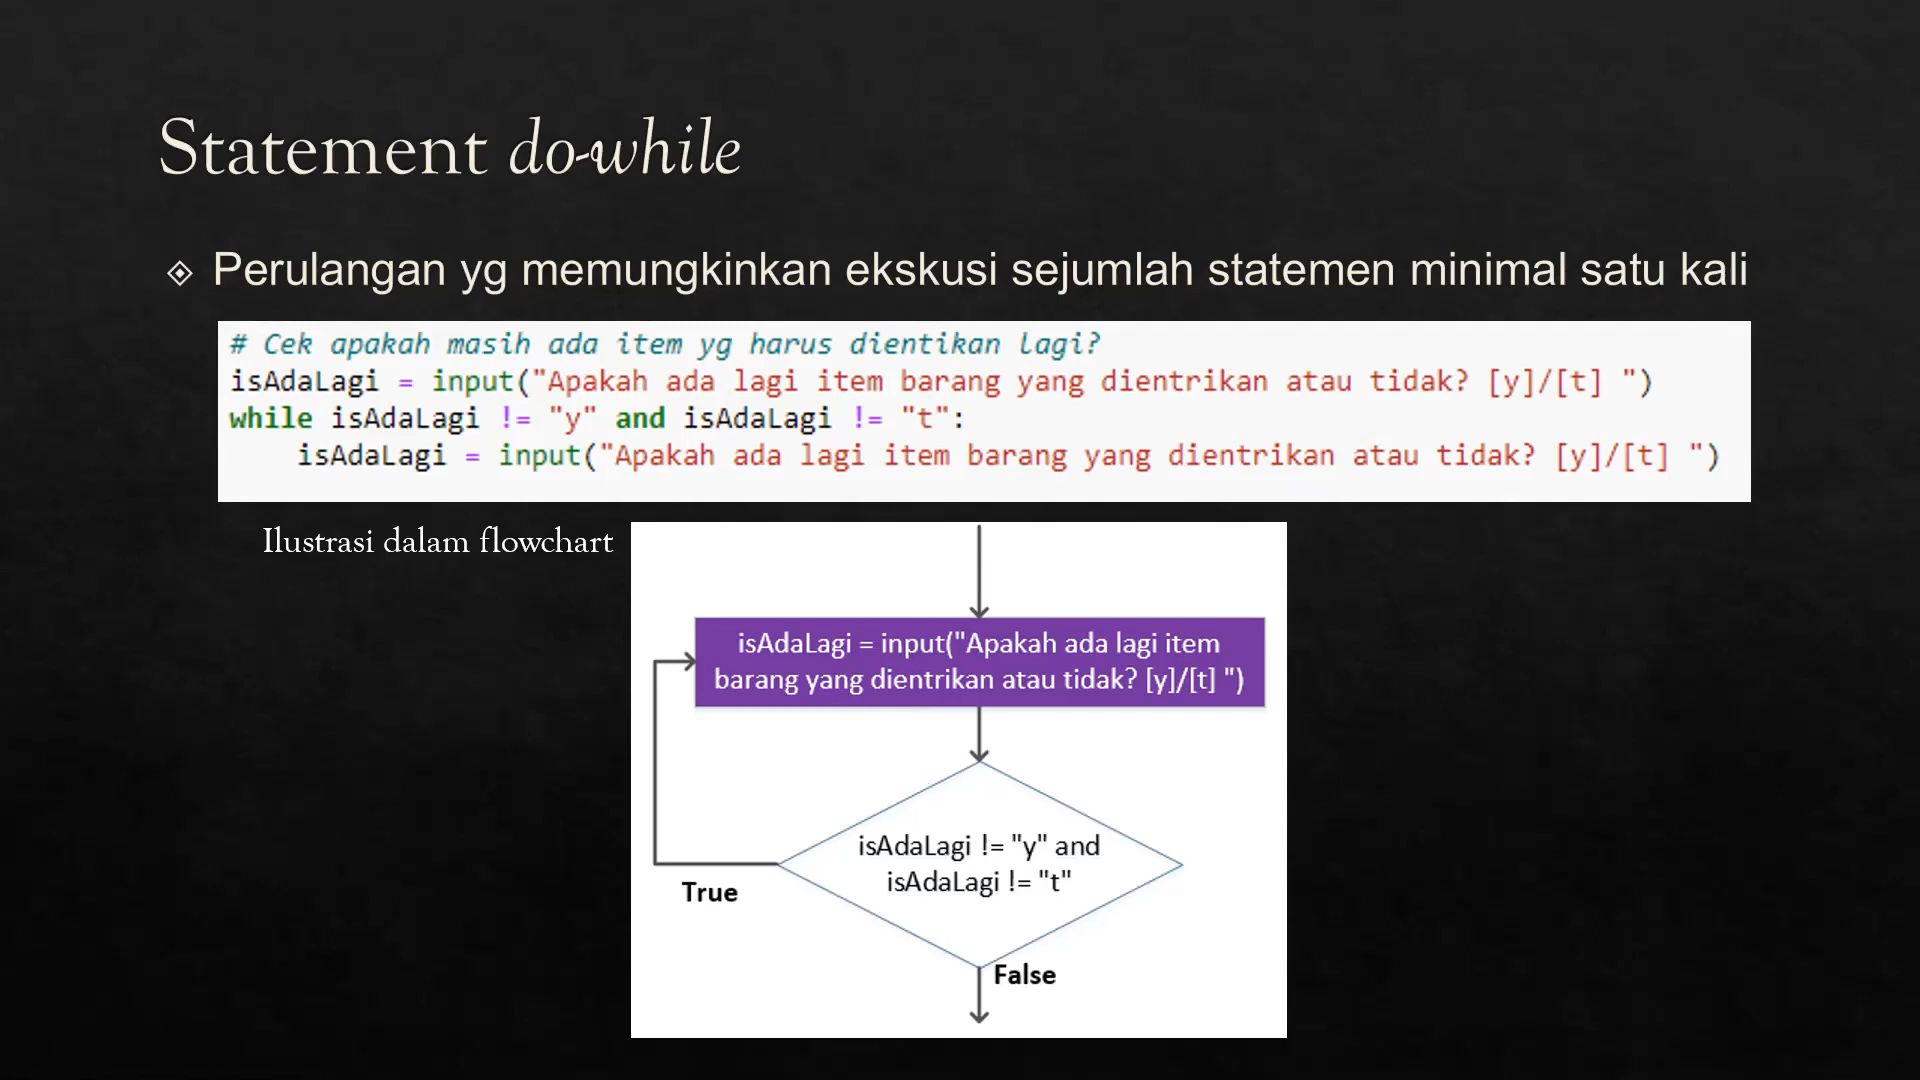 Statement do-while
Perulangan yg memungkinkan ekskusi sejumlah statemen minimal satu kali
# Cek apakah masih ada item yg harus dientikan lagi?
isAdaLagi = input("Apakah ada lagi item barang yang dientrikan atau tidak? [y]/[t] ")
while isAdaLagi != "y" and isAdaLagi != "t":
    isAdaLagi = input("Apakah ada lagi item barang yang dientrikan atau tidak? [y]/[t] ")
Ilustrasi dalam flowchart
isAdaLagi = input("Apakah ada lagi item
barang yang dientrikan atau tidak? [y]/[t] ")
isAdaLagi != "y" and
isAdaLagi != "t"
True
False